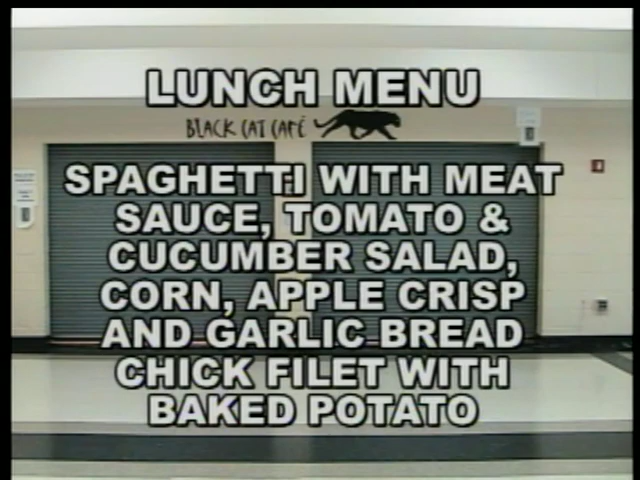 LUNCH MENU
BLACK CAT CAFÉ
SPAGHETTI WITH MEAT
SAUCE, TOMATO &
CUCUMBER SALAD,
CORN, APPLE CRISP
AND GARLIC BREAD
CHICK FILET WITH
BAKED POTATO